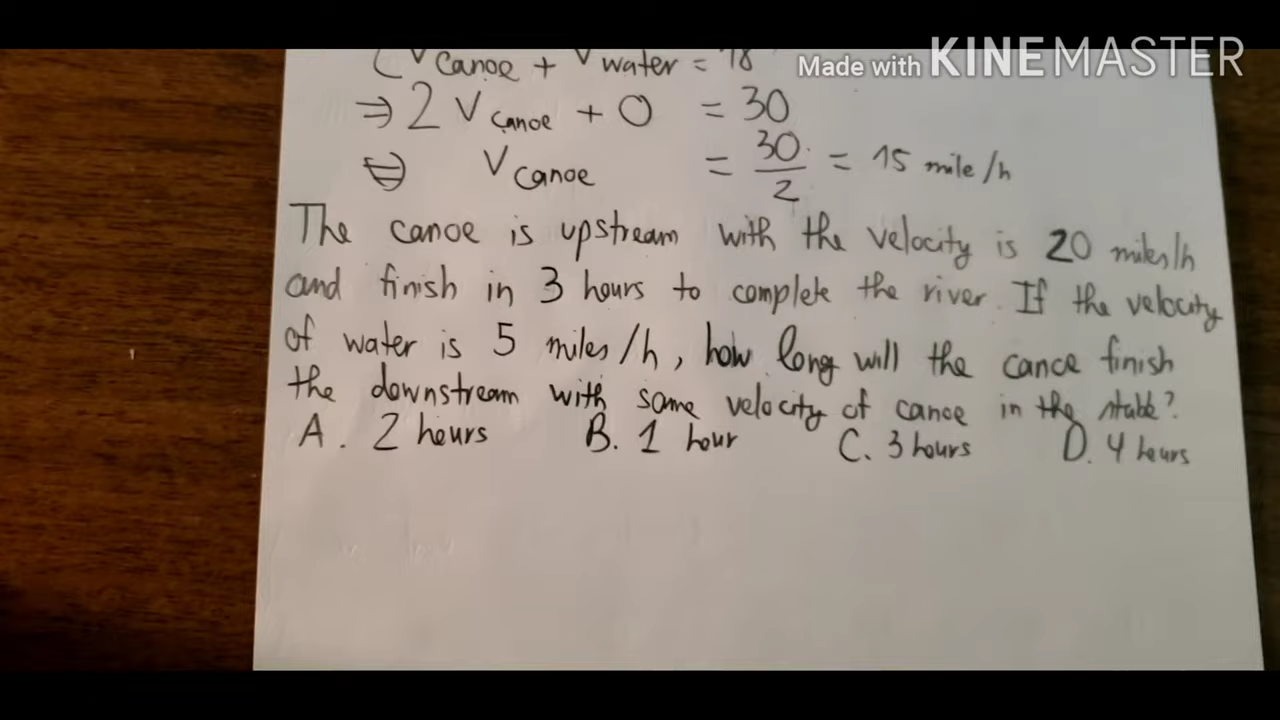 Made with KINEMASTER
( V canoe + V water = 18
⇒ 2 V canoe + 0 = 30
⇔ V canoe = 30/2 = 15 mile/h
The canoe is upstream with the velocity is 20 miles/h
and finish in 3 hours to complete the river. If the velocity
of water is 5 miles/h, how long will the canoe finish
the downstream with same velocity of canoe in the stable?
A. 2 hours B. 1 hour C. 3 hours D. 4 hours